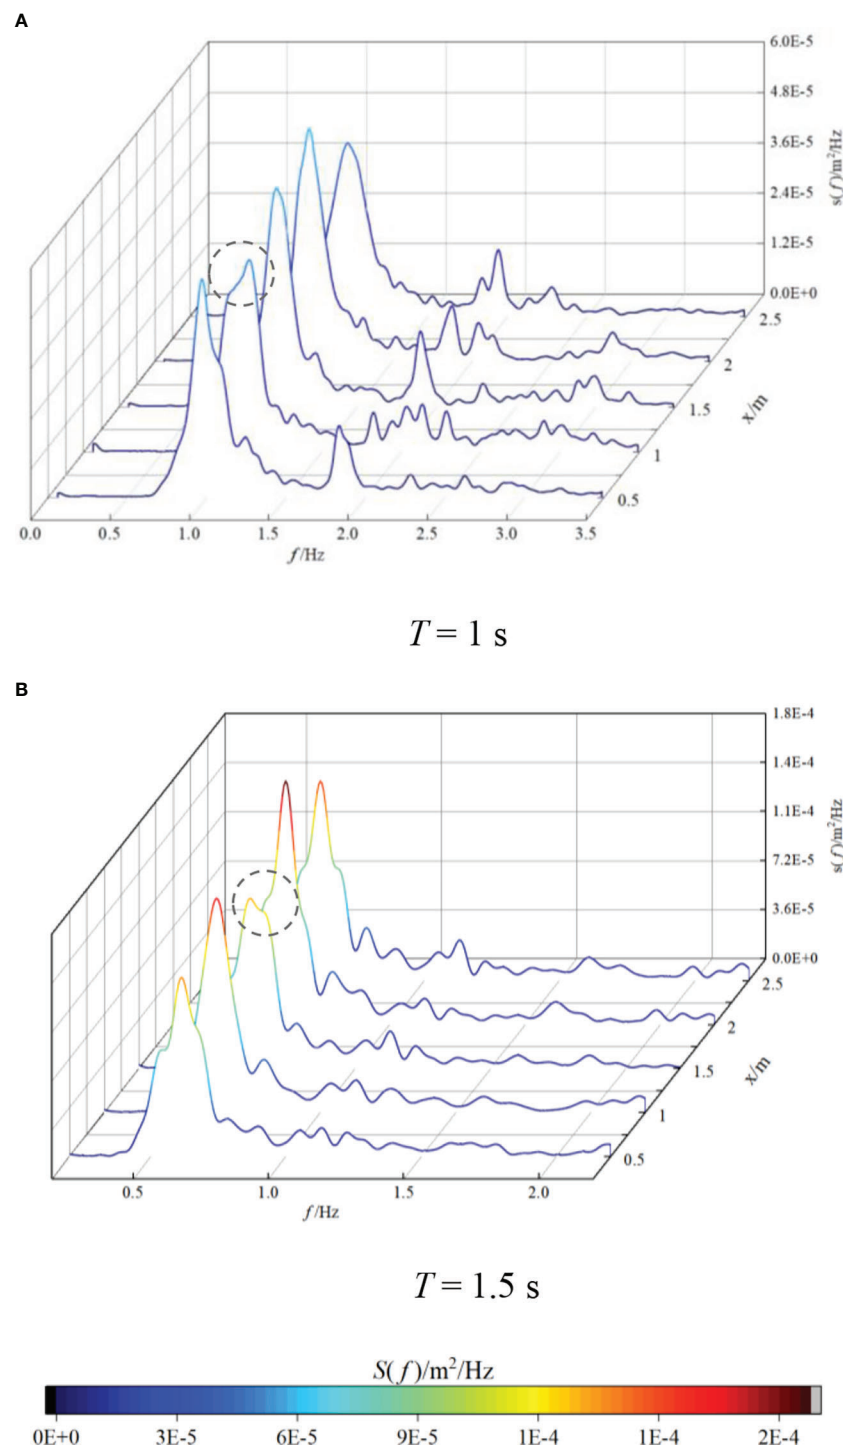 A
6.0E-5
4.8E-5
3.6E-5
2.4E-5
1.2E-5
0.0E+0
s(f)/m²/Hz
2.5
2
1.5
1
0.5
x/m
0.0 0.5 1.0 1.5 2.0 2.5 3.0 3.5
f/Hz
T = 1 s
B
1.8E-4
1.4E-4
1.1E-4
7.2E-5
3.6E-5
0.0E+0
s(f)/m²/Hz
2.5
2
1.5
1
0.5
x/m
0.5 1.0 1.5 2.0
f/Hz
T = 1.5 s
S(f)/m²/Hz
0E+0 3E-5 6E-5 9E-5 1E-4 1E-4 2E-4